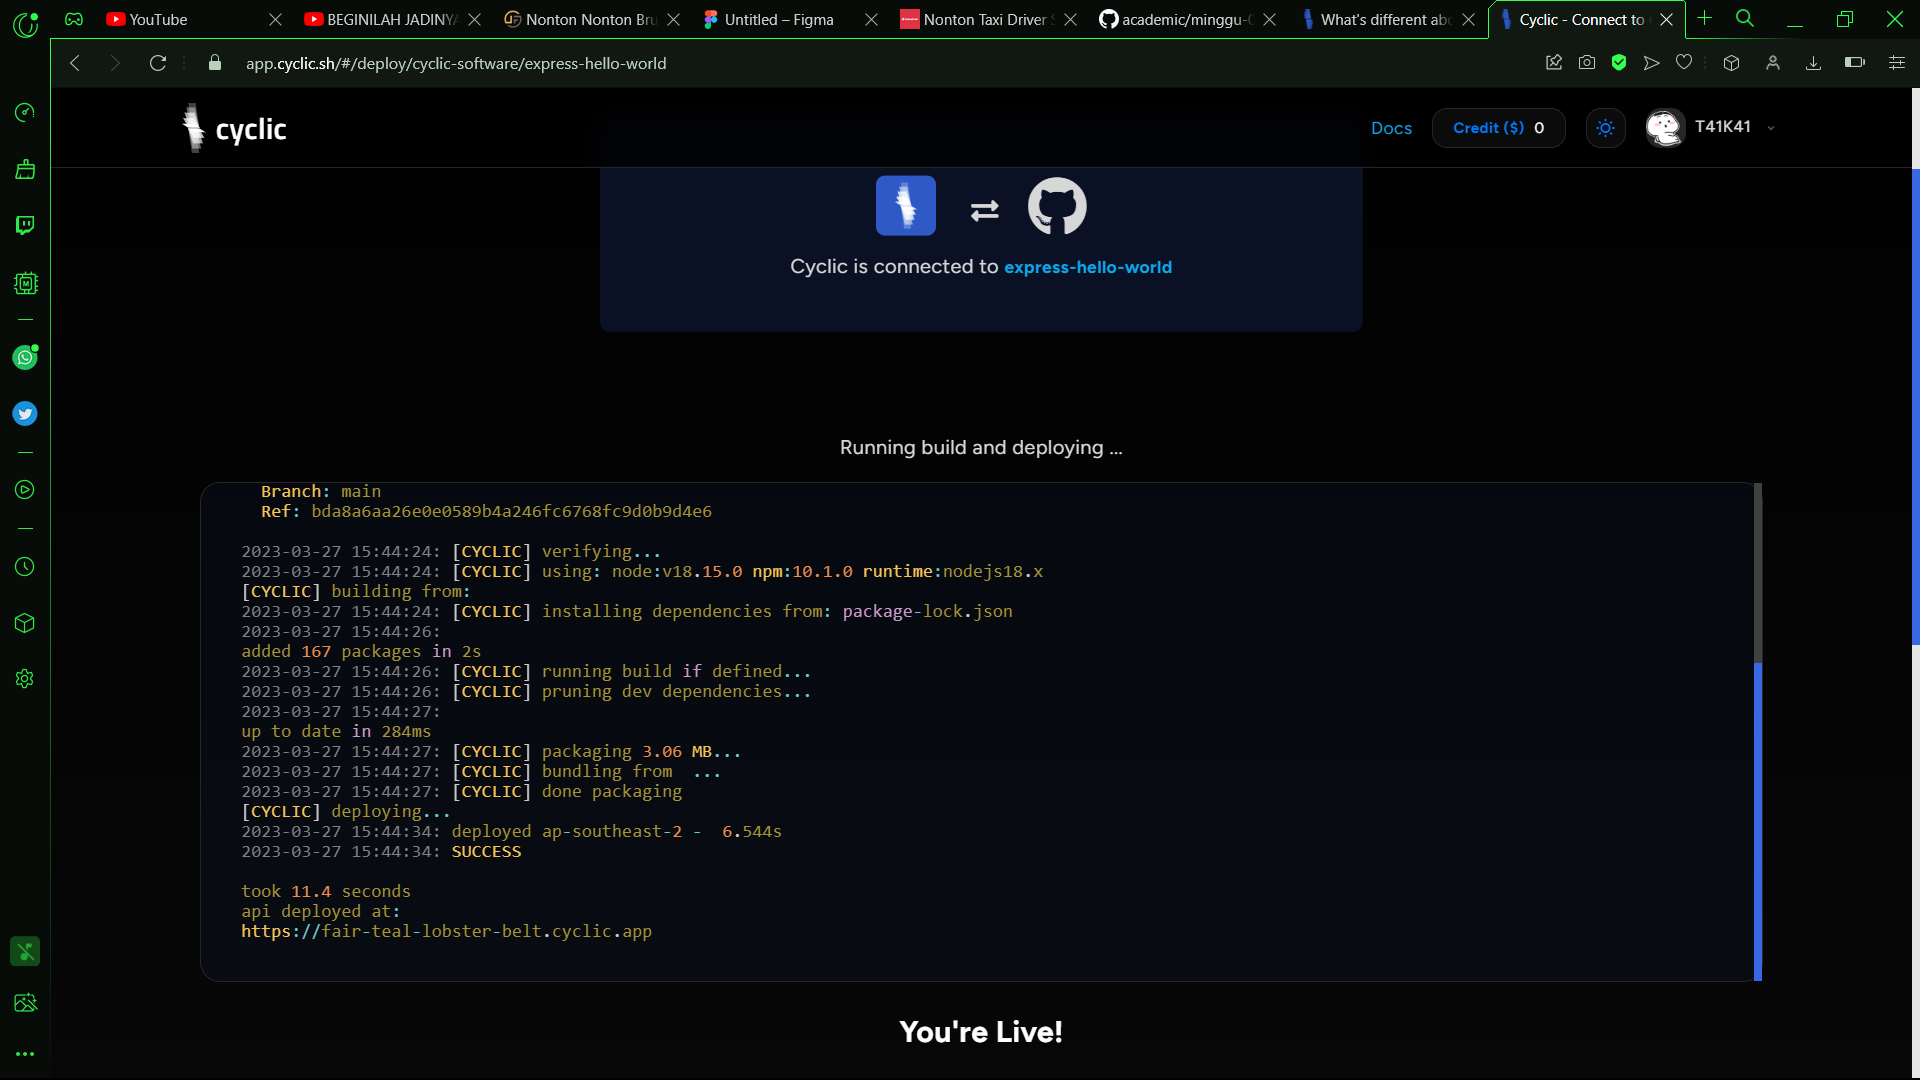 YouTube
BEGINILAH JADINYA
Nonton Nonton Bru
Untitled – Figma
Nonton Taxi Driver S
academic/minggu-0
What's different abo
Cyclic - Connect to
app.cyclic.sh/#/deploy/cyclic-software/express-hello-world
cyclic
Docs
Credit ($) 0
T41K41
Cyclic is connected to express-hello-world
Running build and deploying ...
Branch: main
Ref: bda8a6aa26e0e0589b4a246fc6768fc9d0b9d4e6
2023-03-27 15:44:24: [CYCLIC] verifying...
2023-03-27 15:44:24: [CYCLIC] using: node:v18.15.0 npm:10.1.0 runtime:nodejs18.x
[CYCLIC] building from:
2023-03-27 15:44:24: [CYCLIC] installing dependencies from: package-lock.json
2023-03-27 15:44:26:
added 167 packages in 2s
2023-03-27 15:44:26: [CYCLIC] running build if defined...
2023-03-27 15:44:26: [CYCLIC] pruning dev dependencies...
2023-03-27 15:44:27:
up to date in 284ms
2023-03-27 15:44:27: [CYCLIC] packaging 3.06 MB...
2023-03-27 15:44:27: [CYCLIC] bundling from  ...
2023-03-27 15:44:27: [CYCLIC] done packaging
[CYCLIC] deploying...
2023-03-27 15:44:34: deployed ap-southeast-2 -  6.544s
2023-03-27 15:44:34: SUCCESS
took 11.4 seconds
api deployed at:
https://fair-teal-lobster-belt.cyclic.app
You're Live!